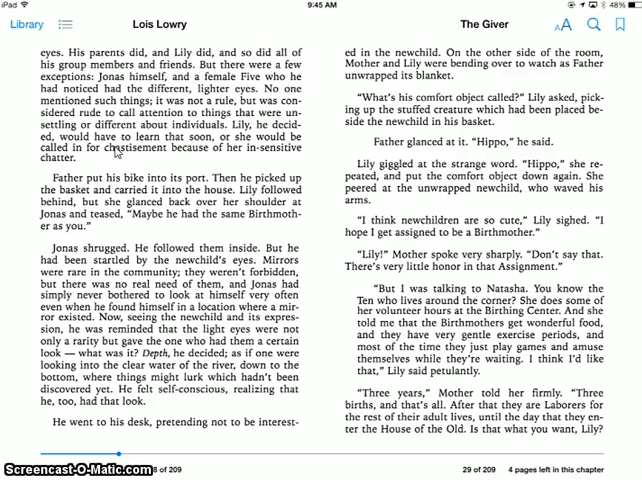 iPad
9:45 AM
48%
Library
Lois Lowry
The Giver
AA
eyes. His parents did, and Lily did, and so did all of
his group members and friends. But there were a few
exceptions: Jonas himself, and a female Five who he
had noticed had the different, lighter eyes. No one
mentioned such things; it was not a rule, but was con-
sidered rude to call attention to things that were un-
settling or different about individuals. Lily, he decid-
ed, would have to learn that soon, or she would be
called in for chastisement because of her in-sensitive
chatter.
Father put his bike into its port. Then he picked up
the basket and carried it into the house. Lily followed
behind, but she glanced back over her shoulder at
Jonas and teased, “Maybe he had the same Birthmoth-
er as you.”
Jonas shrugged. He followed them inside. But he
had been startled by the newchild’s eyes. Mirrors
were rare in the community; they weren’t forbidden,
but there was no real need of them, and Jonas had
simply never bothered to look at himself very often
even when he found himself in a location where a mir-
ror existed. Now, seeing the newchild and its expres-
sion, he was reminded that the light eyes were not
only a rarity but gave the one who had them a certain
look — what was it? Depth, he decided; as if one were
looking into the clear water of the river, down to the
bottom, where things might lurk which hadn’t been
discovered yet. He felt self-conscious, realizing that
he, too, had that look.
He went to his desk, pretending not to be interest-
ed in the newchild. On the other side of the room,
Mother and Lily were bending over to watch as Father
unwrapped its blanket.
“What’s his comfort object called?” Lily asked, pick-
ing up the stuffed creature which had been placed be-
side the newchild in his basket.
Father glanced at it. “Hippo,” he said.
Lily giggled at the strange word. “Hippo,” she re-
peated, and put the comfort object down again. She
peered at the unwrapped newchild, who waved his
arms.
“I think newchildren are so cute,” Lily sighed. “I
hope I get assigned to be a Birthmother.”
“Lily!” Mother spoke very sharply. “Don’t say that.
There’s very little honor in that Assignment.”
“But I was talking to Natasha. You know the
Ten who lives around the corner? She does some of
her volunteer hours at the Birthing Center. And she
told me that the Birthmothers get wonderful food,
and they have very gentle exercise periods, and
most of the time they just play games and amuse
themselves while they’re waiting. I think I’d like
that,” Lily said petulantly.
“Three years,” Mother told her firmly. “Three
births, and that’s all. After that they are Laborers for
the rest of their adult lives, until the day that they en-
ter the House of the Old. Is that what you want, Lily?
Screencast-O-Matic.com
8 of 209
29 of 209
4 pages left in this chapter